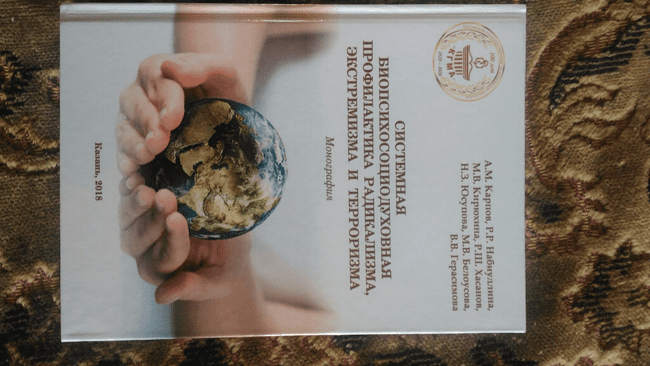 А.М. Карпов, Р.Р. Набиуллина,
М.В. Кирюхина, Р.Ш. Хасанов,
Н.З. Юсупова, М.В. Белоусова,
В.В. Герасимова
СИСТЕМНАЯ
БИОПСИХОСОЦИОДУХОВНАЯ
ПРОФИЛАКТИКА РАДИКАЛИЗМА,
ЭКСТРЕМИЗМА И ТЕРРОРИЗМА
Монография
Казань, 2018